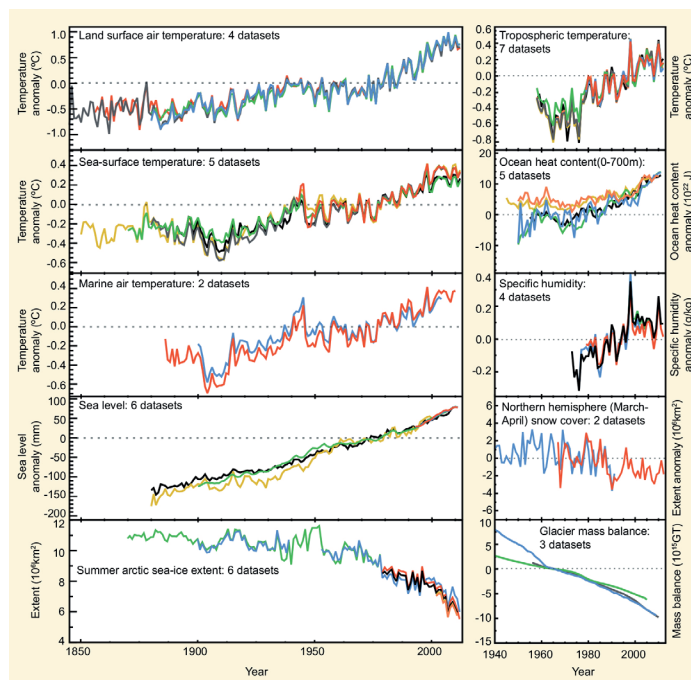 Land surface air temperature: 4 datasets
1.0
0.5
0.0
-0.5
-1.0
Temperature
anomaly (ºC)
Sea-surface temperature: 5 datasets
0.4
0.2
0.0
-0.2
-0.4
-0.6
Temperature
anomaly (ºC)
Marine air temperature: 2 datasets
0.4
0.2
0.0
-0.2
-0.4
-0.6
Temperature
anomaly (ºC)
Sea level: 6 datasets
100
50
0
-50
-100
-150
-200
Sea level
anomaly (mm)
12
10
8
6
4
Extent (10⁶km²)
Summer arctic sea-ice extent: 6 datasets
1850
1900
1950
2000
Year
Tropospheric temperature:
7 datasets
0.6
0.4
0.2
0.0
-0.2
-0.4
-0.6
-0.8
Temperature
anomaly (ºC)
Ocean heat content(0-700m):
5 datasets
20
10
0
10
Ocean heat content
anomaly (10²² J)
Specific humidity:
4 datasets
0.4
0.2
0.0
0.2
Specific humidity
anomaly (g/kg)
Northern hemisphere (March-
April) snow cover: 2 datasets
6
4
2
0
-2
-6
Extent anomaly (10⁶km²)
Glacier mass balance:
3 datasets
10
5
0
-5
-10
-15
Mass balance (10¹⁵GT)
1940
1960
1980
2000
Year